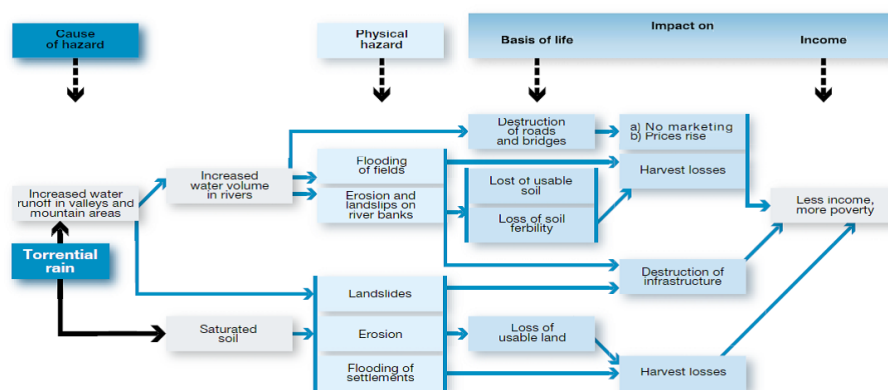 Cause
of hazard
Physical
hazard
Impact on
Basis of life
Income
Destruction
of roads
and bridges
a) No marketing
b) Prices rise
Flooding
of fields
Harvest losses
Increased
water volume
in rivers
Lost of usable
soil
Increased water
runoff in valleys and
mountain areas
Erosion and
landslips on
river banks
Loss of soil
ferbility
Less income,
more poverty
Torrential
rain
Landslides
Destruction of
infrastructure
Saturated
soil
Erosion
Loss of
usable land
Flooding of
settlements
Harvest losses